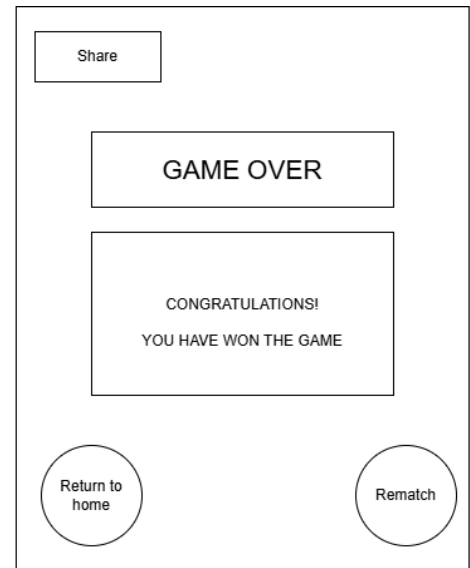 Share
GAME OVER
CONGRATULATIONS!
YOU HAVE WON THE GAME
Return to
home
Rematch